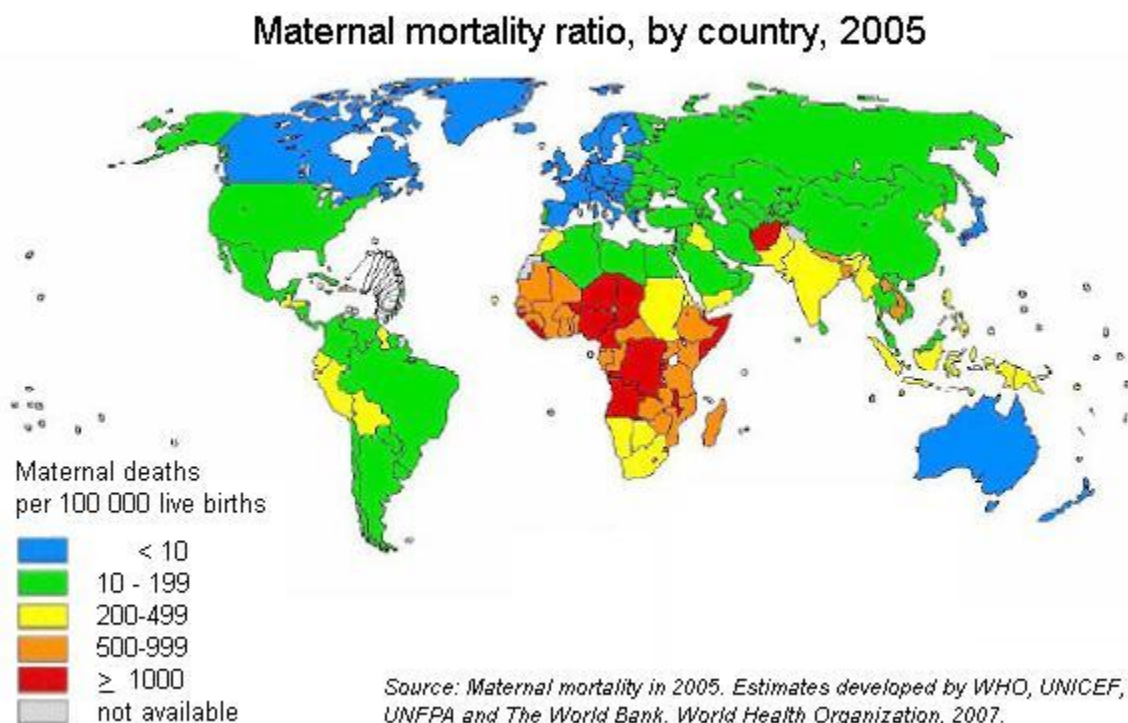 Maternal mortality ratio, by country, 2005
Maternal deaths
per 100 000 live births
< 10
10 - 199
200-499
500-999
≥ 1000
not available
Source: Maternal mortality in 2005. Estimates developed by WHO, UNICEF,
UNFPA and The World Bank. World Health Organization, 2007.